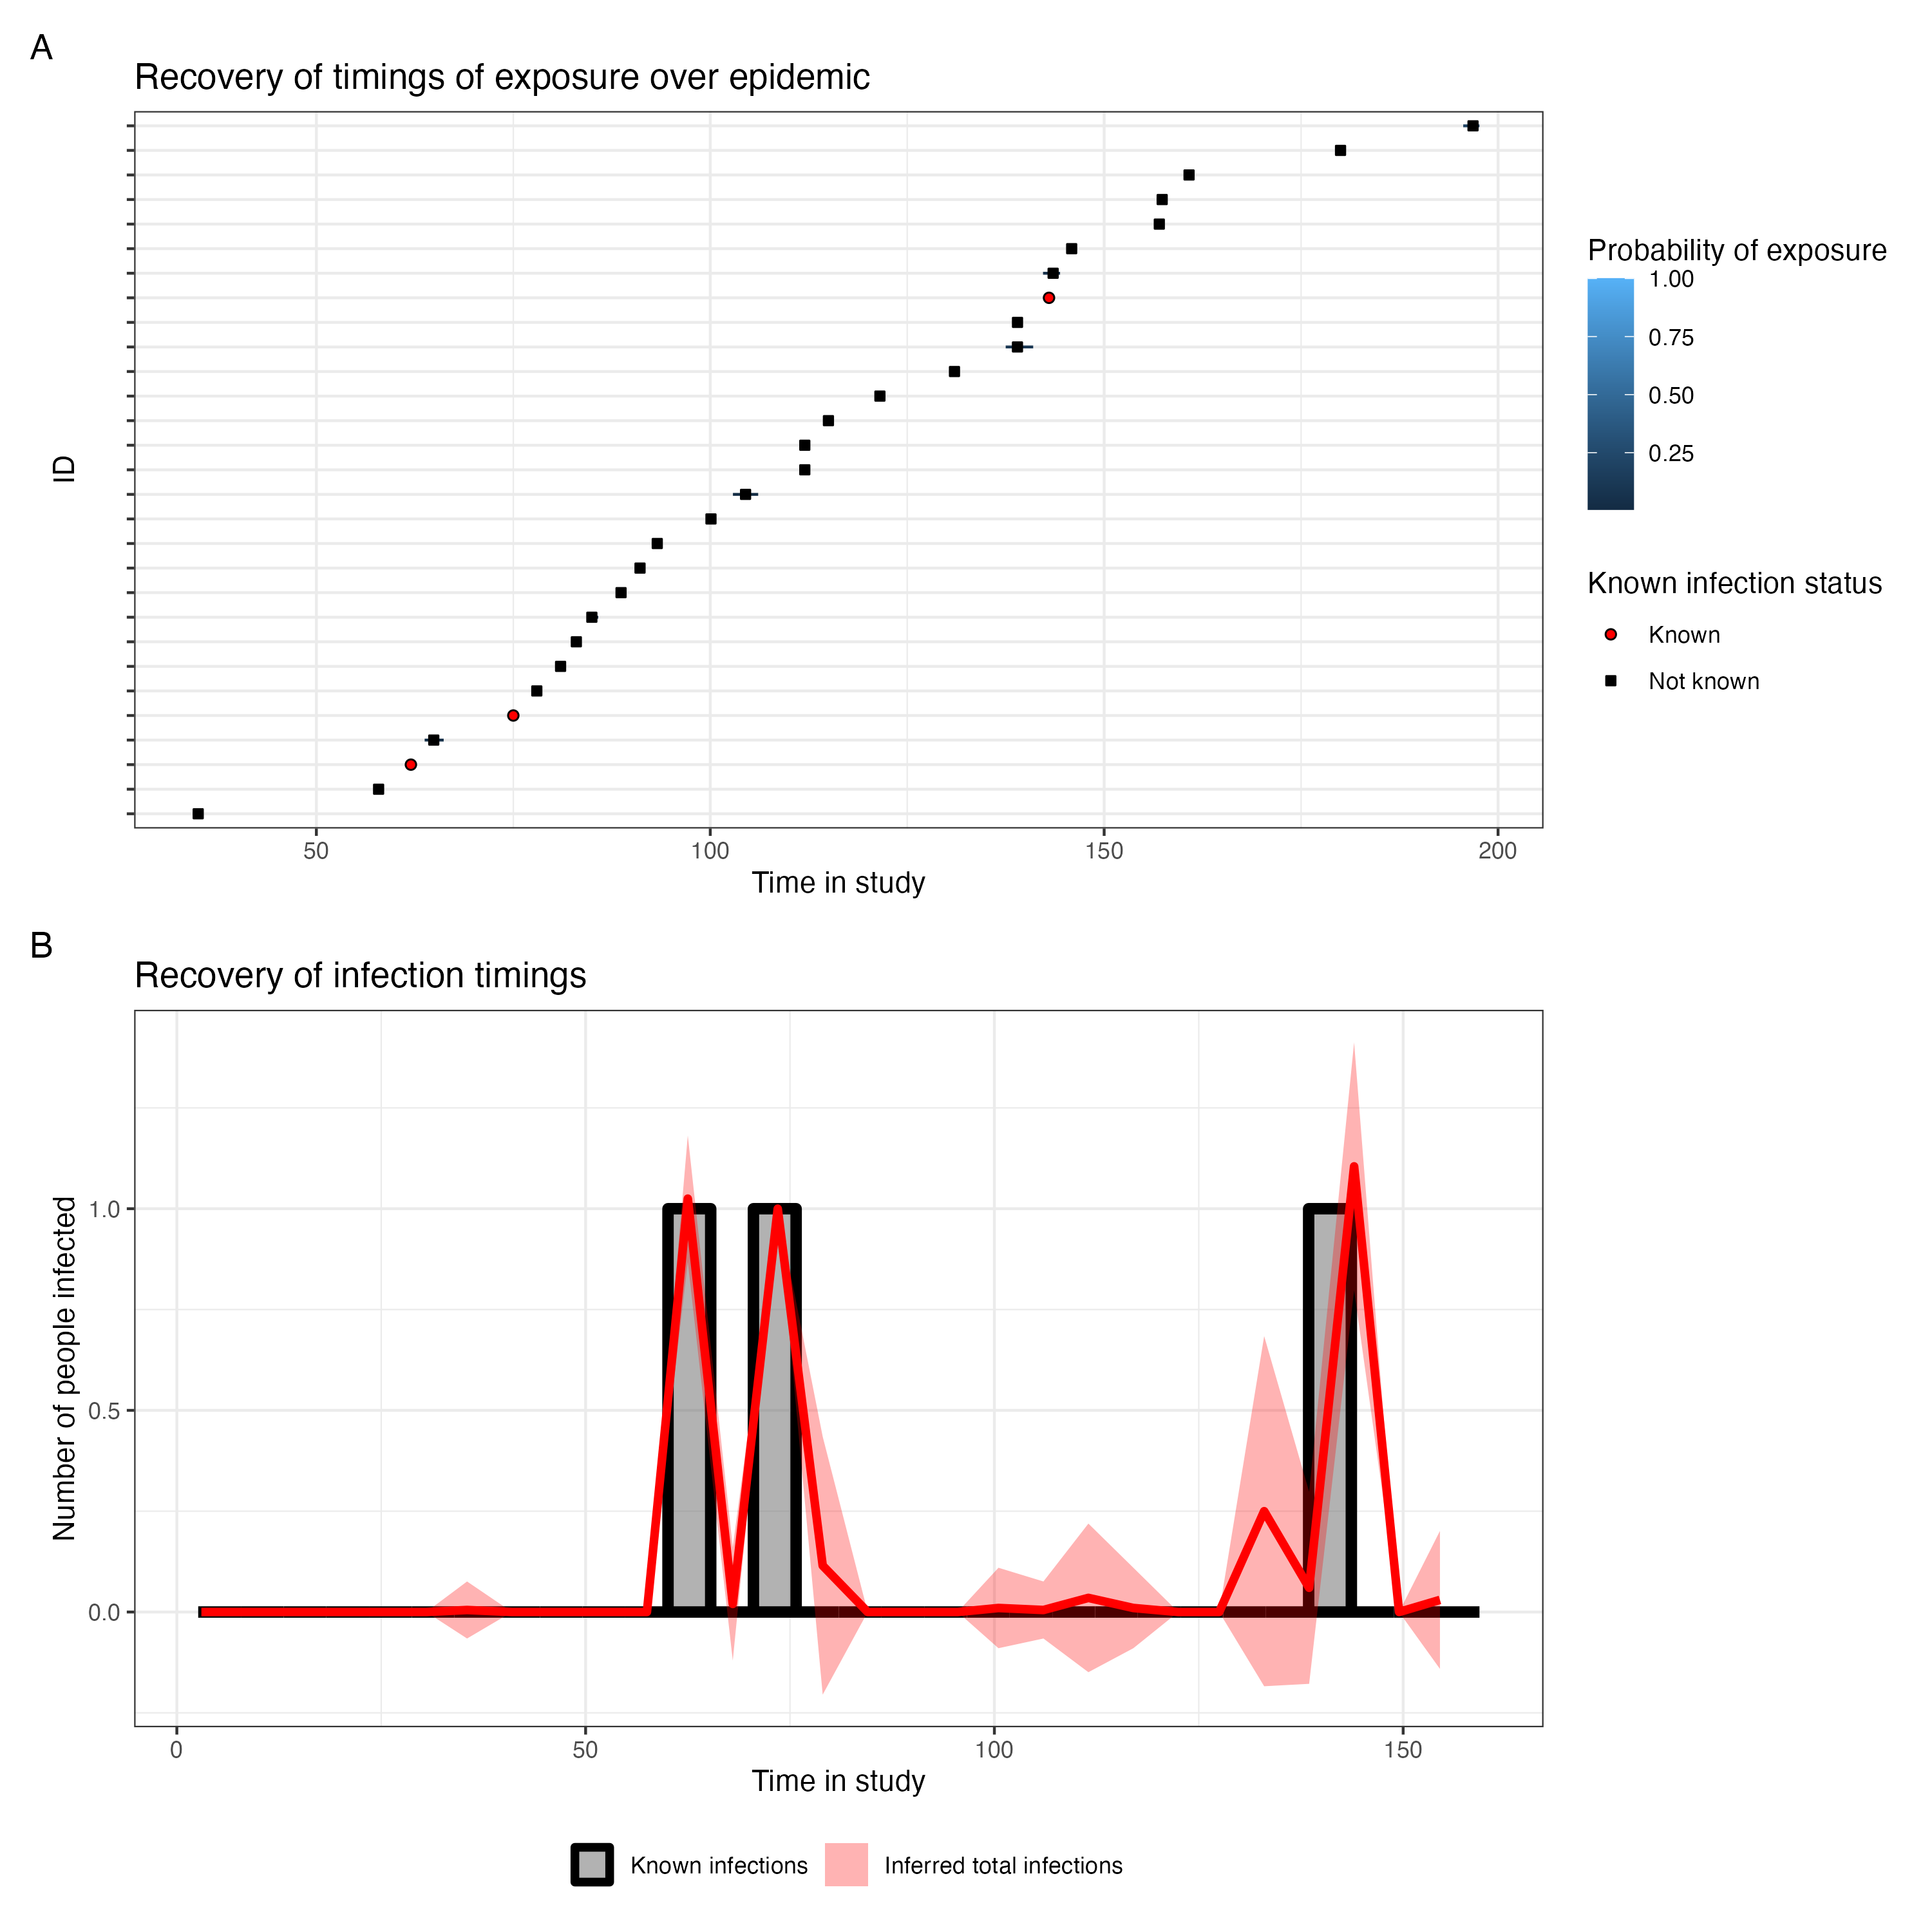 A
Recovery of timings of exposure over epidemic
ID
50 100 150 200
Time in study
Probability of exposure
1.00
0.75
0.50
0.25
Known infection status
Known
Not known
B
Recovery of infection timings
Number of people infected
1.0
0.5
0.0
0 50 100 150
Time in study
Known infections Inferred total infections